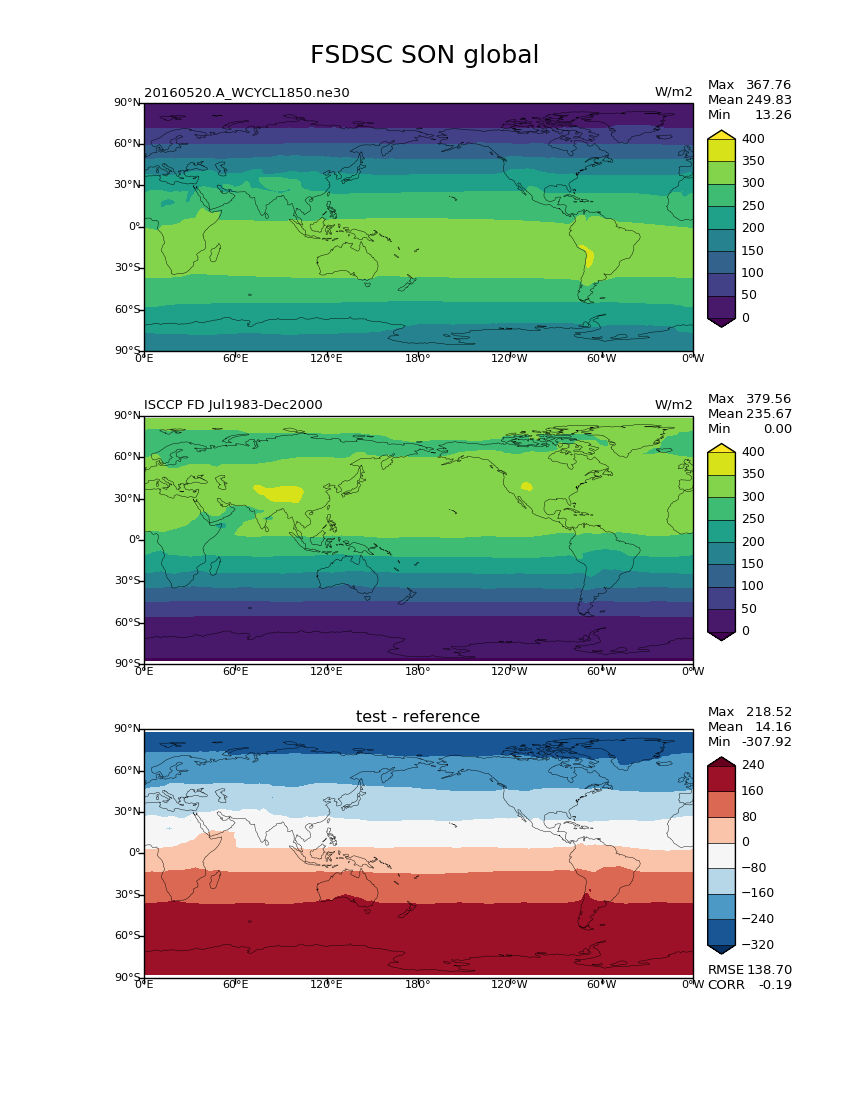 FSDSC SON global
20160520.A_WCYCL1850.ne30 W/m2
Max 367.76
Mean 249.83
Min 13.26
90°N
60°N
30°N
0°
30°S
60°S
90°S
0°E 60°E 120°E 180° 120°W 60°W 0°W
400
350
300
250
200
150
100
50
0
ISCCP FD Jul1983-Dec2000 W/m2
Max 379.56
Mean 235.67
Min 0.00
90°N
60°N
30°N
0°
30°S
60°S
90°S
0°E 60°E 120°E 180° 120°W 60°W 0°W
400
350
300
250
200
150
100
50
0
test - reference
Max 218.52
Mean 14.16
Min -307.92
90°N
60°N
30°N
0°
30°S
60°S
90°S
0°E 60°E 120°E 180° 120°W 60°W 0°W
240
160
80
0
−80
−160
−240
−320
RMSE 138.70
CORR -0.19